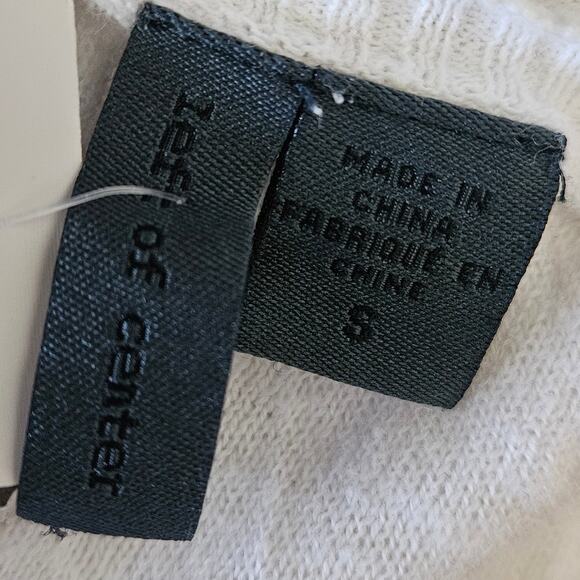 left of center
MADE IN
CHINA
FABRIQUÉ EN
CHINE
S